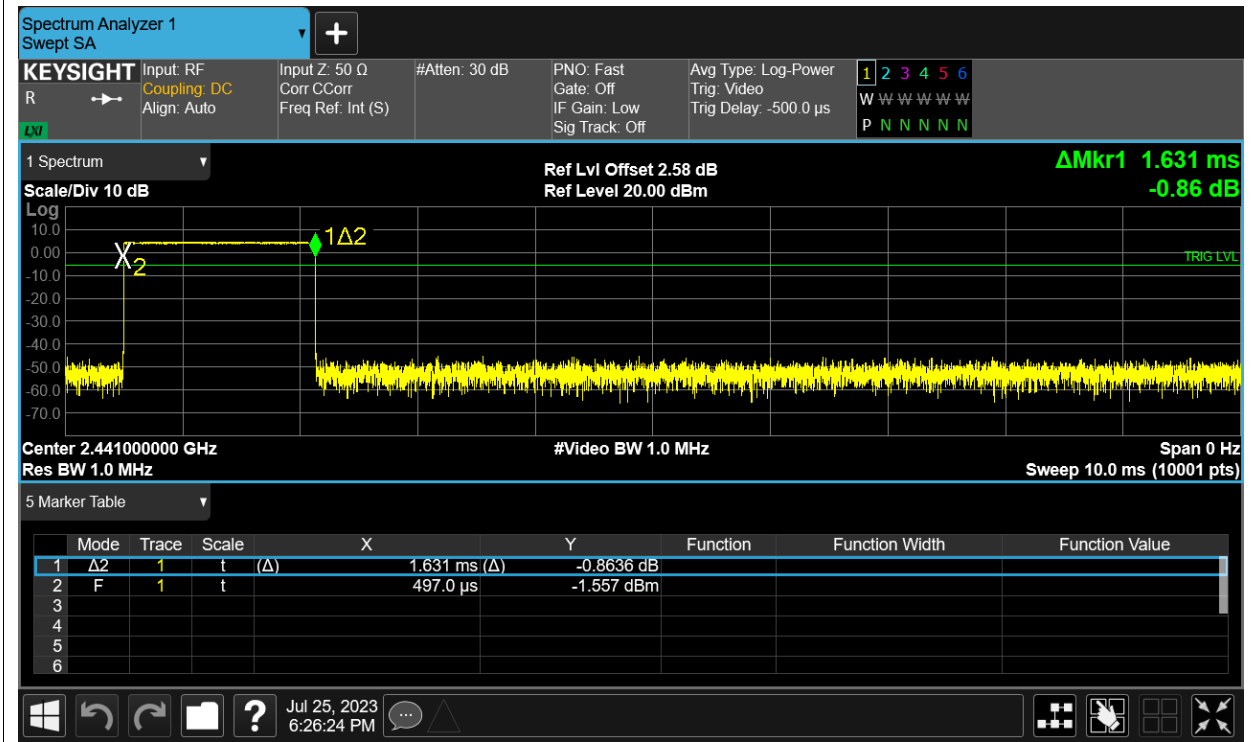 Spectrum Analyzer 1
Swept SA
KEYSIGHT
R
LXI
Input: RF
Coupling: DC
Align: Auto
Input Z: 50 Ω
Corr CCorr
Freq Ref: Int (S)
#Atten: 30 dB
PNO: Fast
Gate: Off
IF Gain: Low
Sig Track: Off
Avg Type: Log-Power
Trig: Video
Trig Delay: -500.0 µs
1 2 3 4 5 6
W W W W W W
P N N N N N
1 Spectrum
Scale/Div 10 dB
Ref Lvl Offset 2.58 dB
Ref Level 20.00 dBm
ΔMkr1 1.631 ms
-0.86 dB
Log
10.0
0.00
-10.0
-20.0
-30.0
-40.0
-50.0
-60.0
-70.0
1Δ2
X2
TRIG LVL
Center 2.441000000 GHz
#Video BW 1.0 MHz
Span 0 Hz
Res BW 1.0 MHz
Sweep 10.0 ms (10001 pts)
5 Marker Table
Mode Trace Scale X Y Function Function Width Function Value
1 Δ2 1 t (Δ) 1.631 ms (Δ) -0.8636 dB
2 F 1 t 497.0 µs -1.557 dBm
3
4
5
6
?
Jul 25, 2023
6:26:24 PM